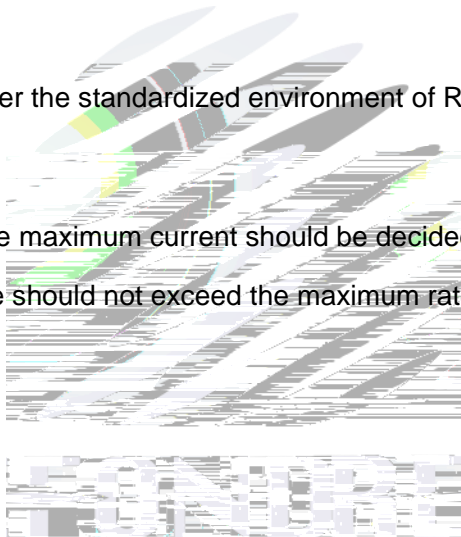 er the standardized environment of R
e maximum current should be decided
e should not exceed the maximum rat